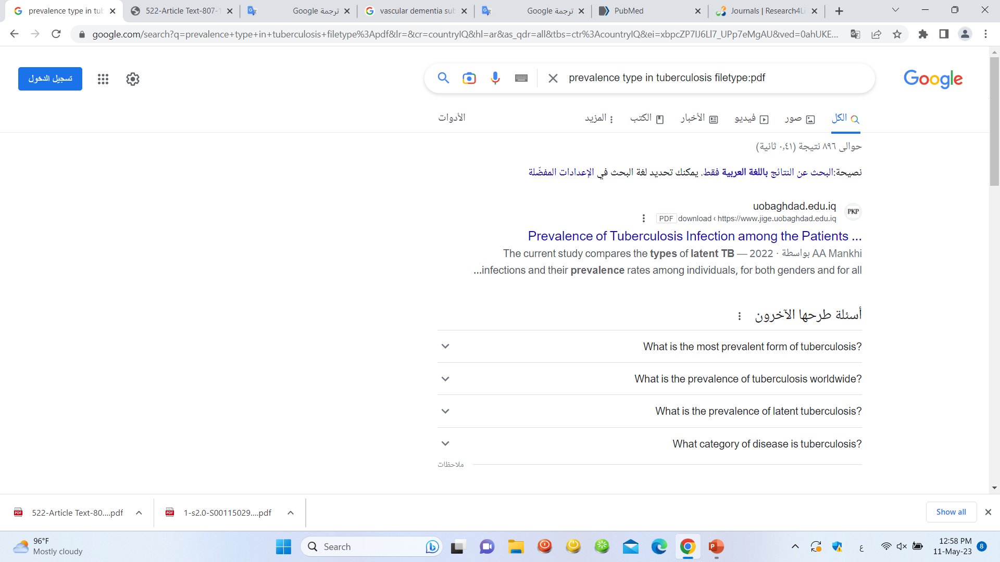 prevalence type in tub
522-Article Text-807-1
ترجمة Google
vascular dementia sub
ترجمة Google
PubMed
Journals | Research4Li
google.com/search?q=prevalence+type+in+tuberculosis+filetype%3Apdf&lr=&cr=countryIQ&hl=ar&as_qdr=all&tbs=ctr%3AcountryIQ&ei=xbpcZP7IJ6Ll7_UPp7eMgAU&ved=0ahUKE...
تسجيل الدخول
prevalence type in tuberculosis filetype:pdf
Google
الكل
صور
فيديو
الأخبار
الكتب
المزيد
الأدوات
حوالى ٨٩٦ نتيجة (٠,٤١ ثانية)
نصيحة:البحث عن النتائج باللغة العربية فقط. يمكنك تحديد لغة البحث في الإعدادات المفضّلة
PKP
uobaghdad.edu.iq
https://www.jige.uobaghdad.edu.iq › download PDF
Prevalence of Tuberculosis Infection among the Patients ...
بواسطة AA Mankhi · 2022 — The current study compares the types of latent TB
infections and their prevalence rates among individuals, for both genders and for all...
أسئلة طرحها الآخرون
What is the most prevalent form of tuberculosis?
What is the prevalence of tuberculosis worldwide?
What is the prevalence of latent tuberculosis?
What category of disease is tuberculosis?
ملاحظات
522-Article Text-80....pdf
1-s2.0-S00115029....pdf
Show all
96°F
Mostly cloudy
Search
ع
12:58 PM
11-May-23
8